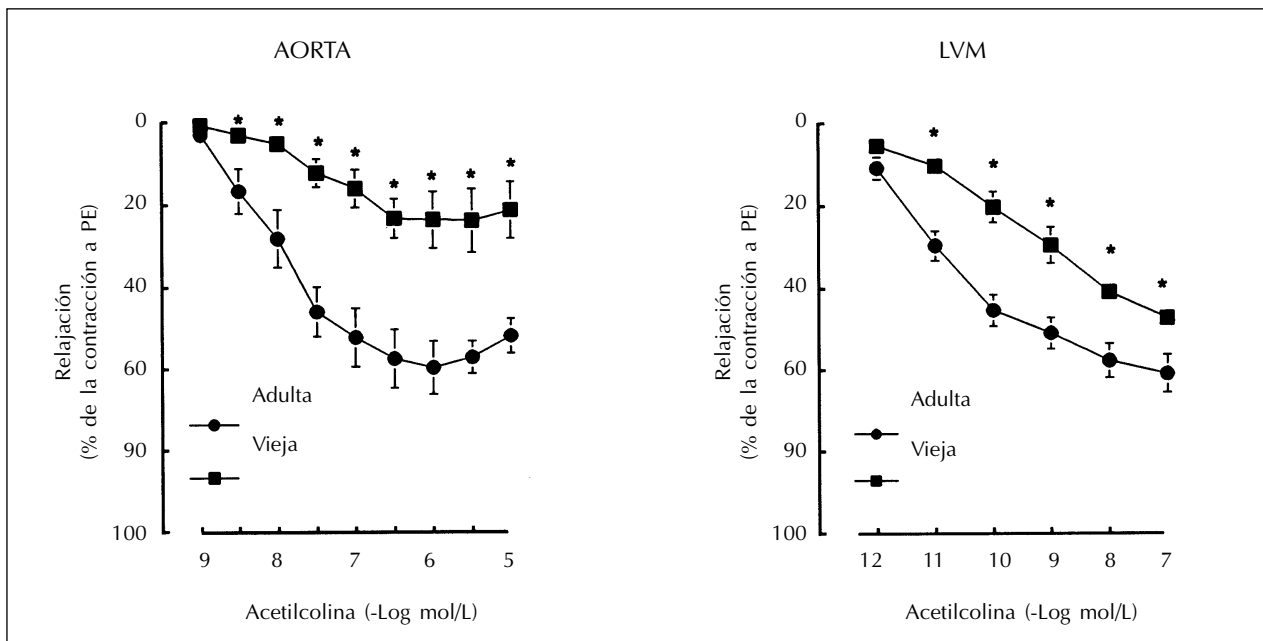 AORTA
0
20
40
60
90
100
Relajación
(% de la contracción a PE)
* * * * * * * *
Adulta
Vieja
9 8 7 6 5
Acetilcolina (-Log mol/L)
LVM
0
20
40
60
90
100
Relajación
(% de la contracción a PE)
* * * * *
Adulta
Vieja
12 11 10 9 8 7
Acetilcolina (-Log mol/L)